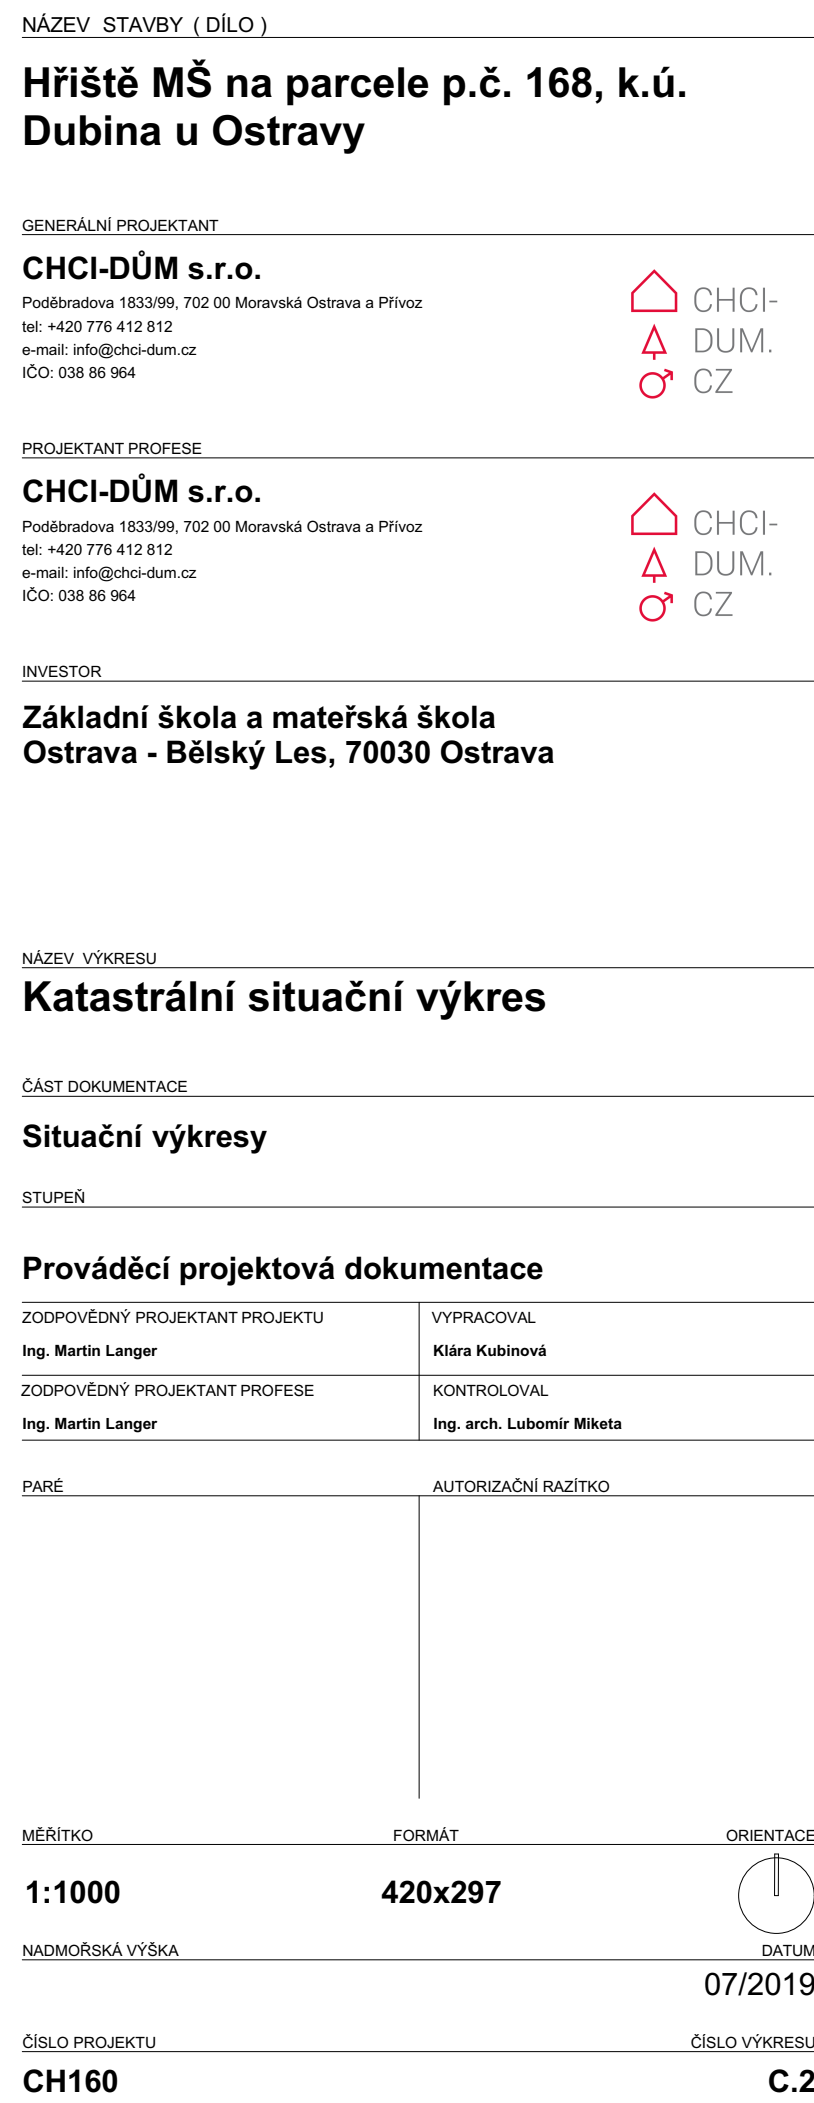 NÁZEV STAVBY ( DÍLO )
Hřiště MŠ na parcele p.č. 168, k.ú.
Dubina u Ostravy
GENERÁLNÍ PROJEKTANT
CHCI-DŮM s.r.o.
Poděbradova 1833/99, 702 00 Moravská Ostrava a Přívoz
tel: +420 776 412 812
e-mail: info@chci-dum.cz
IČO: 038 86 964
CHCI-
DUM.
CZ
PROJEKTANT PROFESE
CHCI-DŮM s.r.o.
Poděbradova 1833/99, 702 00 Moravská Ostrava a Přívoz
tel: +420 776 412 812
e-mail: info@chci-dum.cz
IČO: 038 86 964
CHCI-
DUM.
CZ
INVESTOR
Základní škola a mateřská škola
Ostrava - Bělský Les, 70030 Ostrava
NÁZEV VÝKRESU
Katastrální situační výkres
ČÁST DOKUMENTACE
Situační výkresy
STUPEŇ
Prováděcí projektová dokumentace
ZODPOVĚDNÝ PROJEKTANT PROJEKTU
Ing. Martin Langer
VYPRACOVAL
Klára Kubinová
ZODPOVĚDNÝ PROJEKTANT PROFESE
Ing. Martin Langer
KONTROLOVAL
Ing. arch. Lubomír Miketa
PARÉ
AUTORIZAČNÍ RAZÍTKO
MĚŘÍTKO
1:1000
FORMÁT
420x297
ORIENTACE
NADMOŘSKÁ VÝŠKA
DATUM
07/2019
ČÍSLO PROJEKTU
CH160
ČÍSLO VÝKRESU
C.2